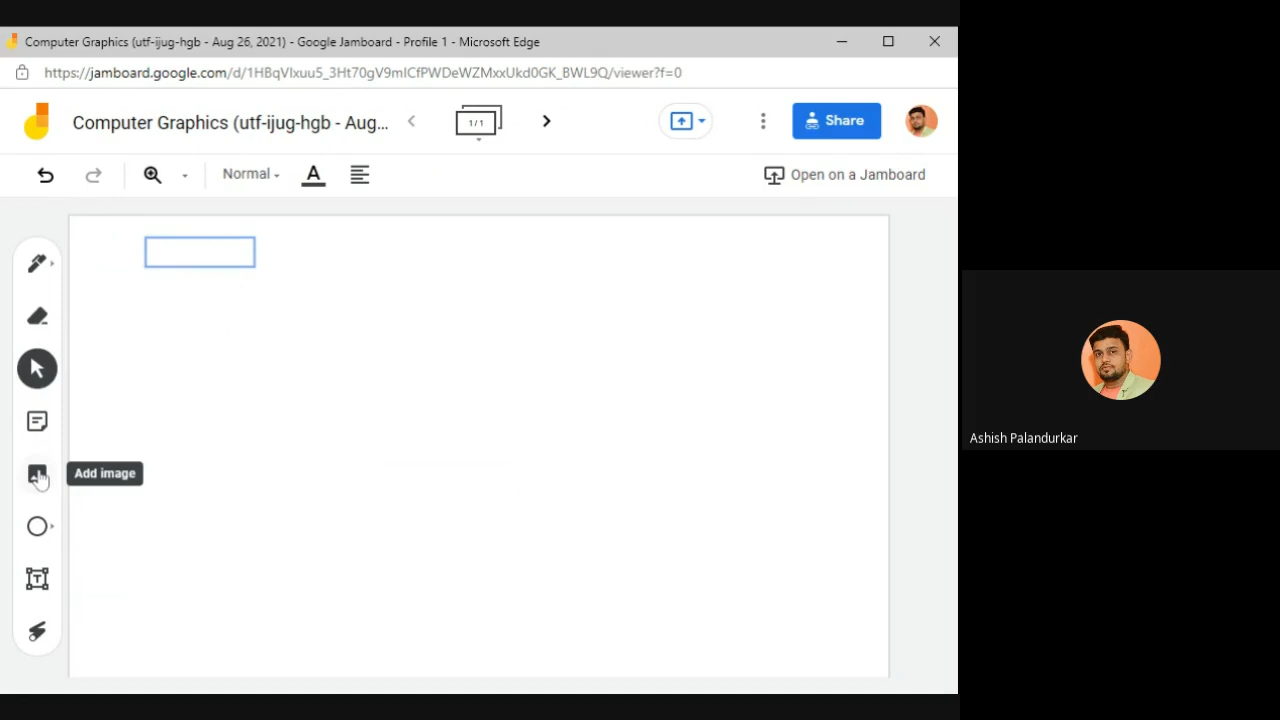 Computer Graphics (utf-ijug-hgb - Aug 26, 2021) - Google Jamboard - Profile 1 - Microsoft Edge
https://jamboard.google.com/d/1HBqVlxuu5_3Ht70gV9mlCfPWDeWZMxxUkd0GK_BWL9Q/viewer?f=0
Computer Graphics (utf-ijug-hgb - Aug...
1/1
Share
Normal
A
Open on a Jamboard
Add image
T
Ashish Palandurkar